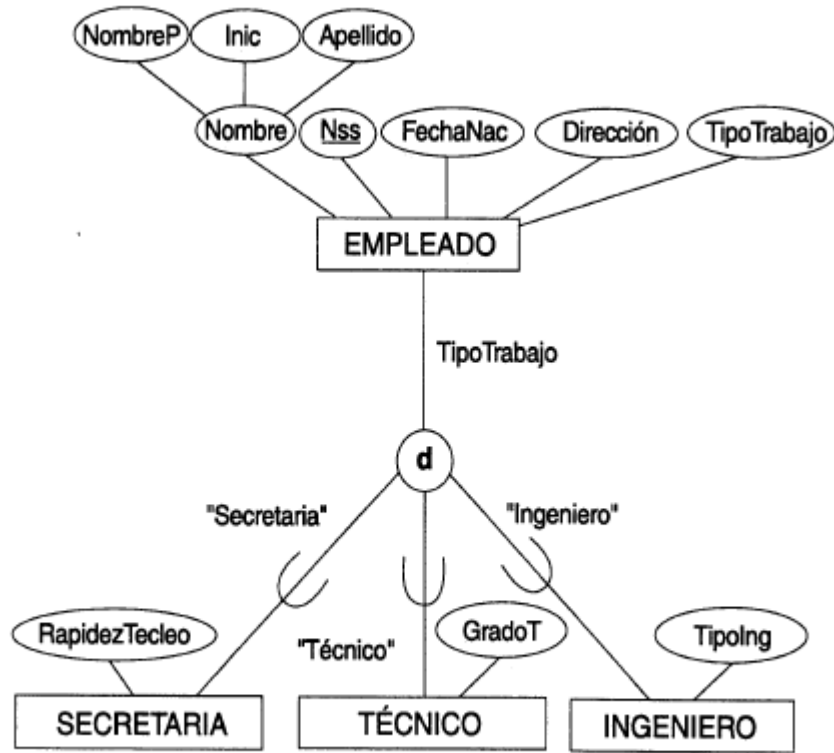 NombreP
Inic
Apellido
Nombre
Nss
FechaNac
Dirección
TipoTrabajo
EMPLEADO
TipoTrabajo
d
"Secretaria"
"Ingeniero"
"Técnico"
RapidezTecleo
GradoT
TipoIng
SECRETARIA
TÉCNICO
INGENIERO